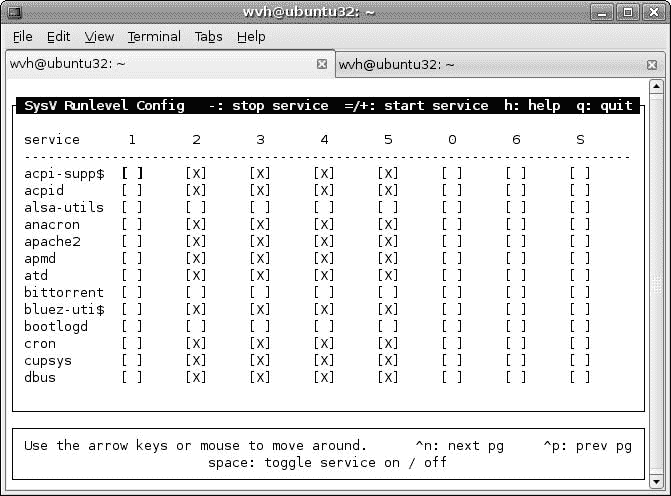 wvh@ubuntu32: ~
File Edit View Terminal Tabs Help
wvh@ubuntu32: ~ wvh@ubuntu32: ~
SysV Runlevel Config -: stop service =/+: start service h: help q: quit
service 1 2 3 4 5 0 6 S
acpi-supp$ [ ] [X] [X] [X] [X] [ ] [ ] [ ]
acpid [ ] [X] [X] [X] [X] [ ] [ ] [ ]
alsa-utils [ ] [ ] [ ] [ ] [ ] [ ] [ ] [ ]
anacron [ ] [X] [X] [X] [X] [ ] [ ] [ ]
apache2 [ ] [X] [X] [X] [X] [ ] [ ] [ ]
apmd [ ] [X] [X] [X] [X] [ ] [ ] [ ]
atd [ ] [X] [X] [X] [X] [ ] [ ] [ ]
bittorrent [ ] [ ] [ ] [ ] [ ] [ ] [ ] [ ]
bluez-uti$ [ ] [X] [X] [X] [X] [ ] [ ] [ ]
bootlogd [ ] [ ] [ ] [ ] [ ] [ ] [ ] [ ]
cron [ ] [X] [X] [X] [X] [ ] [ ] [ ]
cupsys [ ] [X] [X] [X] [X] [ ] [ ] [ ]
dbus [ ] [X] [X] [X] [X] [ ] [ ] [ ]
Use the arrow keys or mouse to move around. ^n: next pg ^p: prev pg
space: toggle service on / off